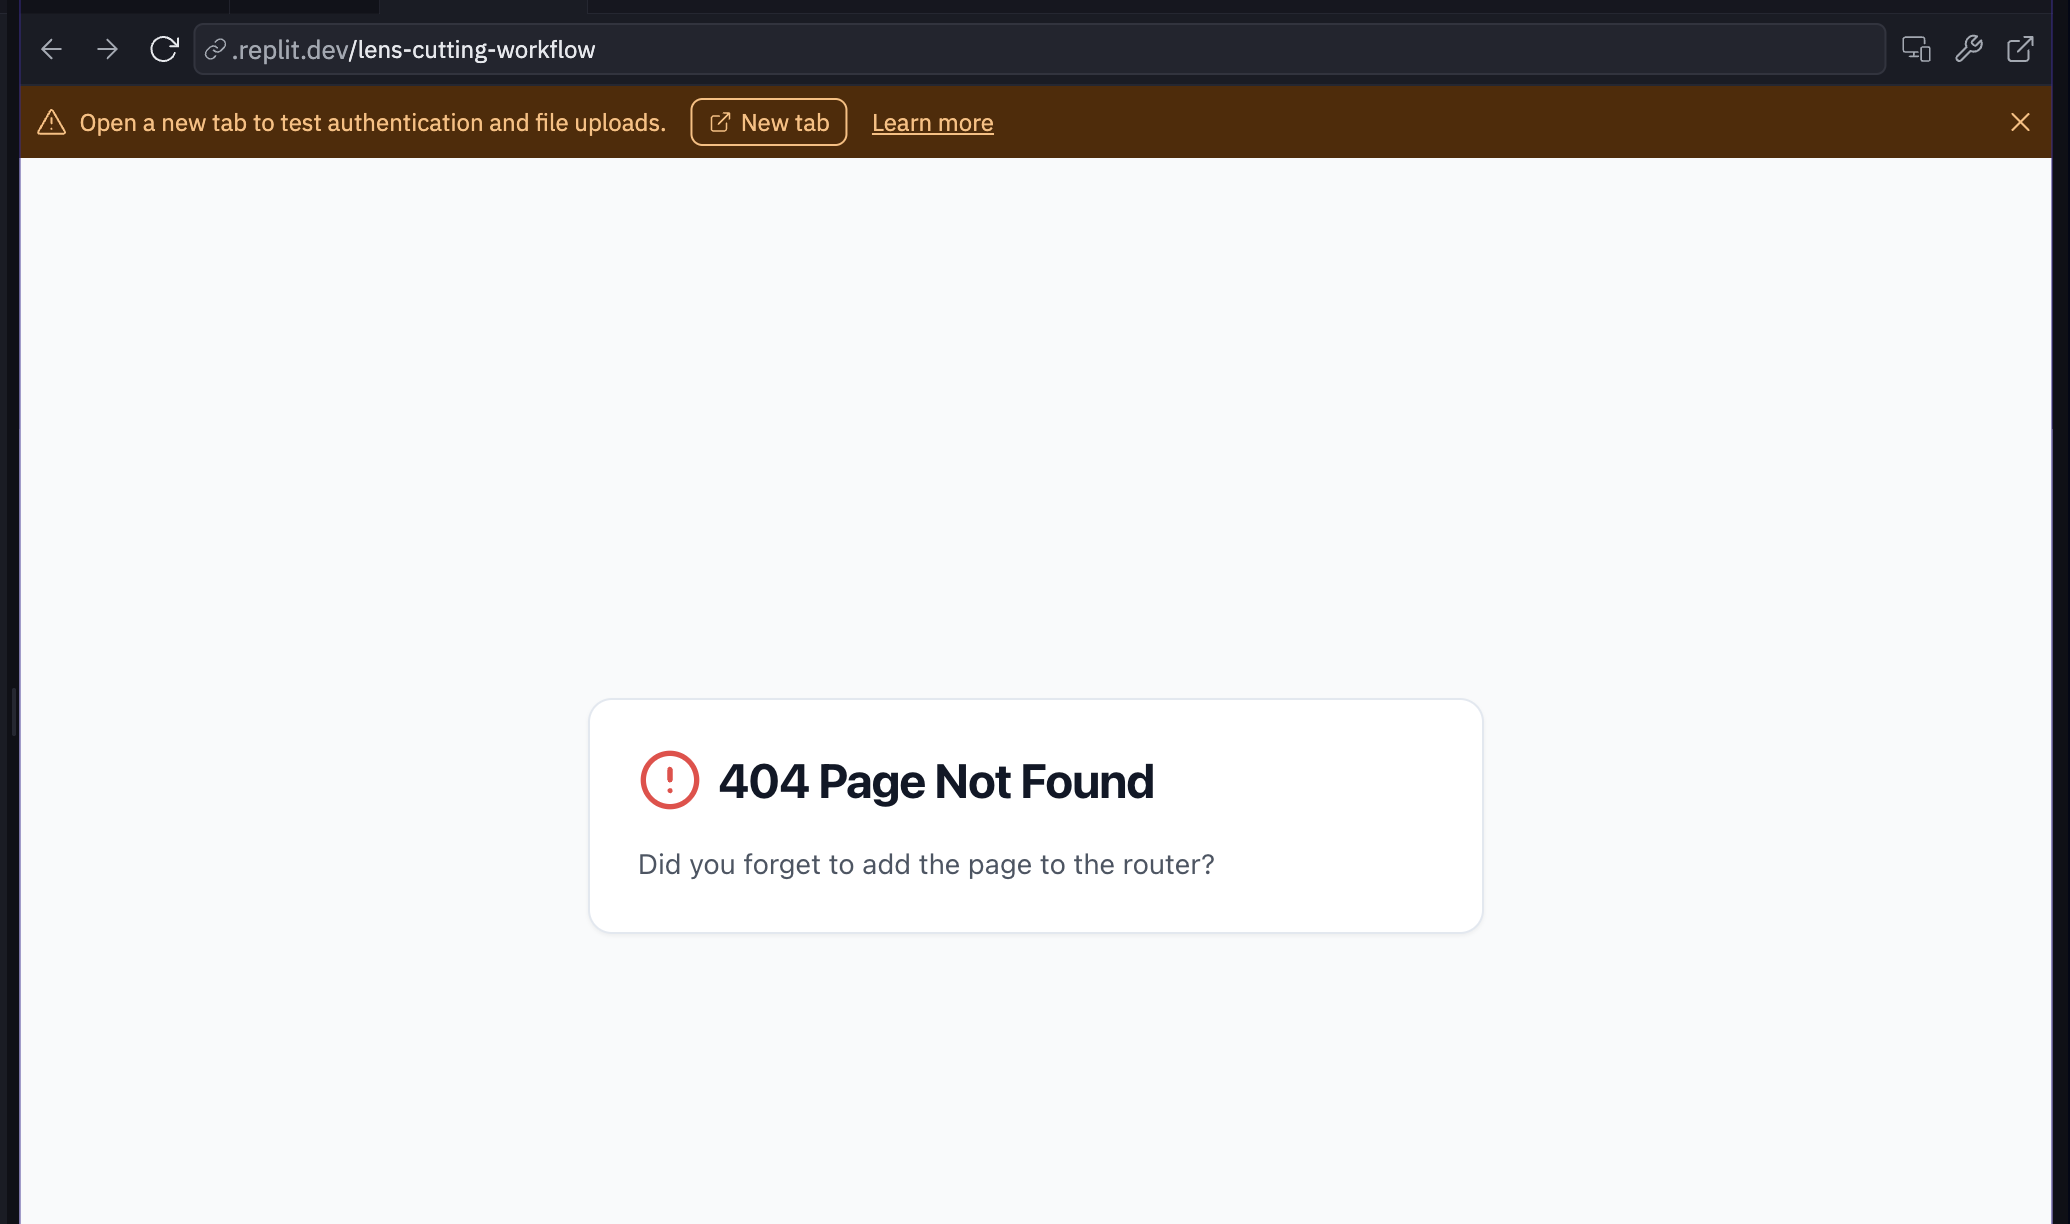 .replit.dev/lens-cutting-workflow
Open a new tab to test authentication and file uploads. New tab Learn more
404 Page Not Found
Did you forget to add the page to the router?